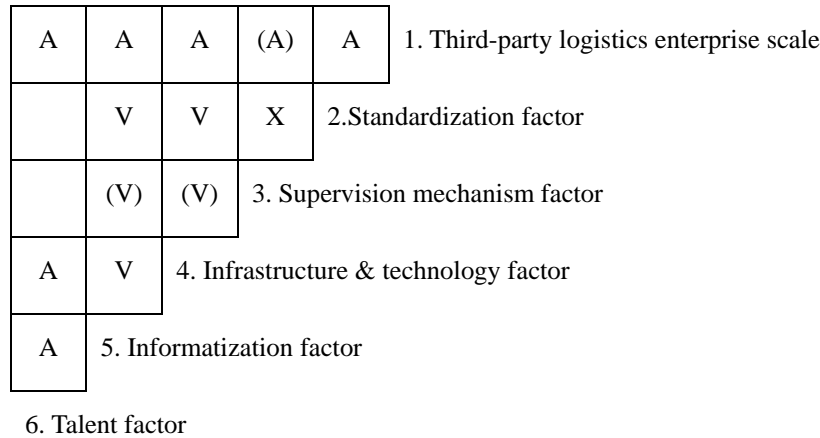 A A A (A) A 1. Third-party logistics enterprise scale
V V X 2.Standardization factor
(V) (V) 3. Supervision mechanism factor
A V 4. Infrastructure & technology factor
A 5. Informatization factor
6. Talent factor